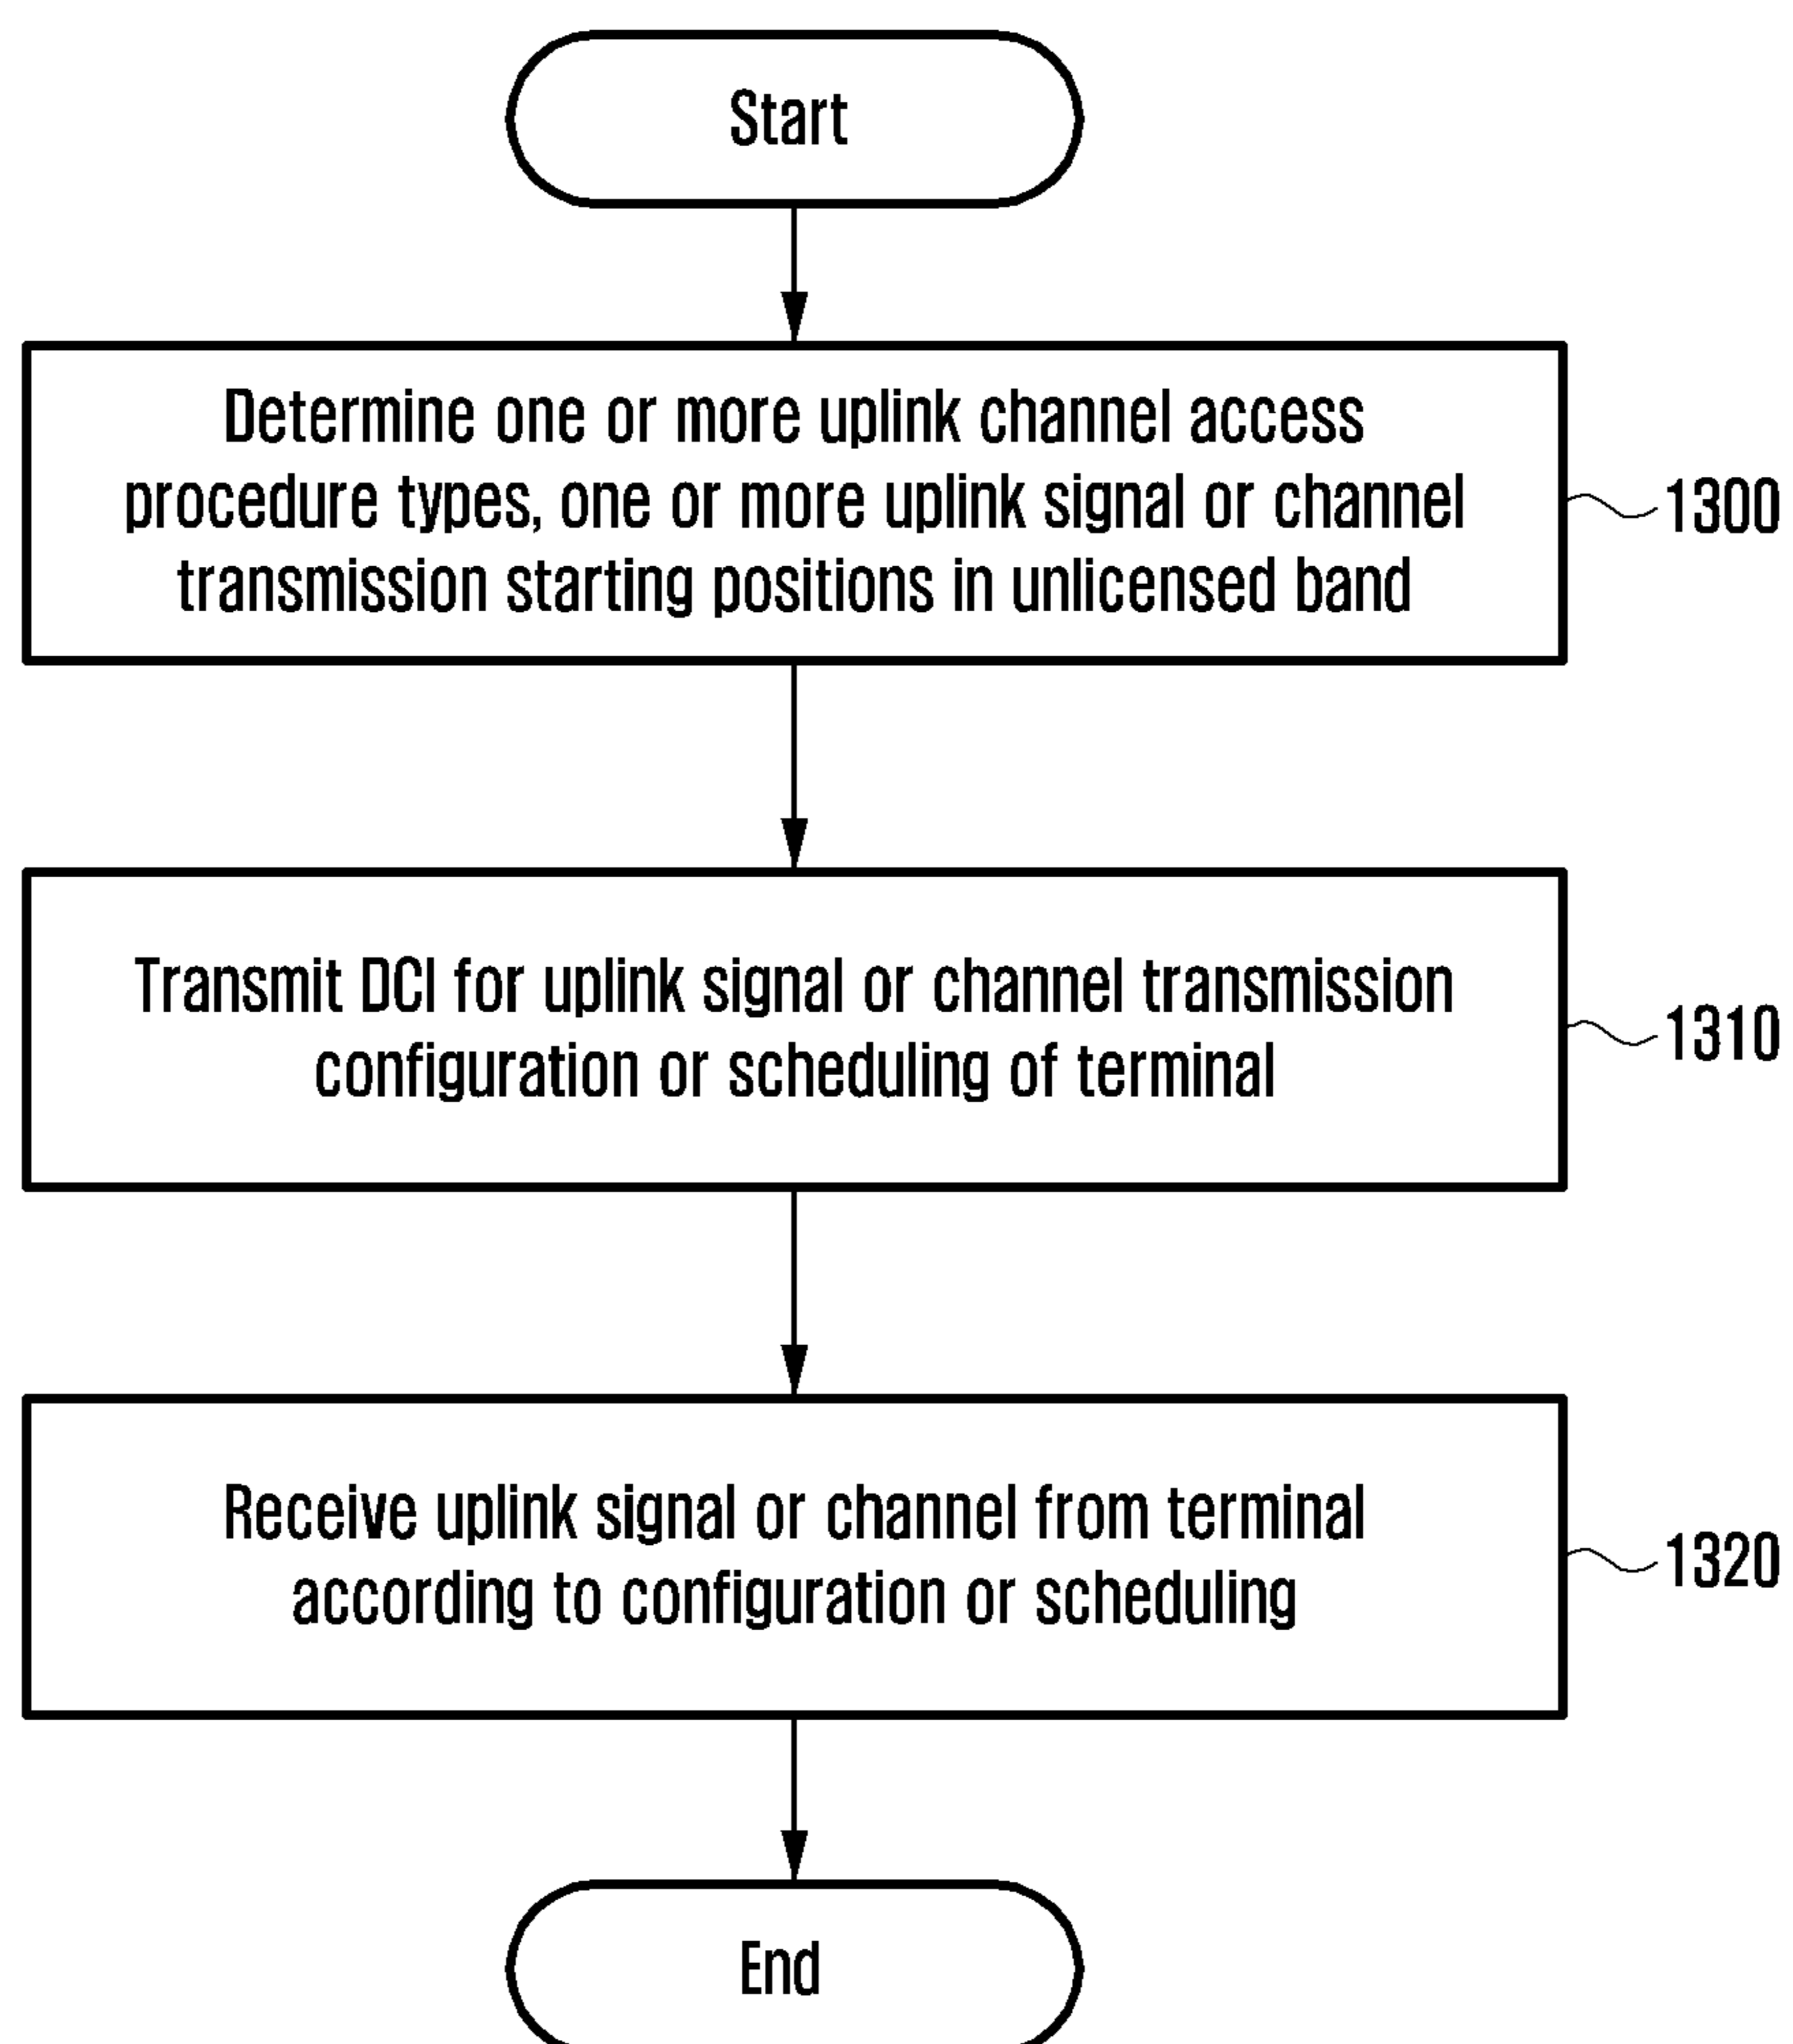 Start
Determine one or more uplink channel access
procedure types, one or more uplink signal or channel
transmission starting positions in unlicensed band
1300
Transmit DCI for uplink signal or channel transmission
configuration or scheduling of terminal
1310
Receive uplink signal or channel from terminal
according to configuration or scheduling
1320
End